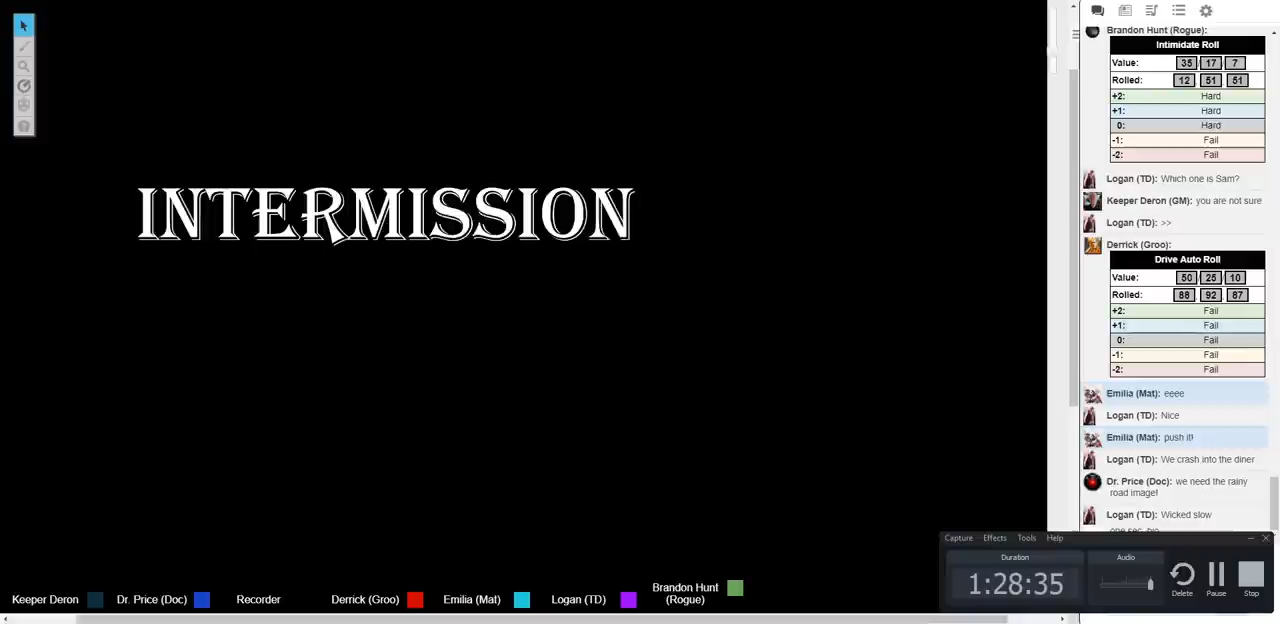 INTERMISSION
Brandon Hunt (Rogue):
Intimidate Roll
Value: 35 17 7
Rolled: 12 51 51
+2: Hard
+1: Hard
0: Hard
-1: Fail
-2: Fail
Logan (TD): Which one is Sam?
Keeper Deron (GM): you are not sure
Logan (TD): >>
Derrick (Groo):
Drive Auto Roll
Value: 50 25 10
Rolled: 88 92 87
+2: Fail
+1: Fail
0: Fail
-1: Fail
-2: Fail
Emilia (Mat): eeee
Logan (TD): Nice
Emilia (Mat): push it!
Logan (TD): We crash into the diner
Dr. Price (Doc): we need the rainy
road image!
Logan (TD): Wicked slow
Capture Effects Tools Help
Duration Audio
1:28:35
Delete Pause Stop
Keeper Deron Dr. Price (Doc) Recorder Derrick (Groo) Emilia (Mat) Logan (TD) Brandon Hunt
(Rogue)